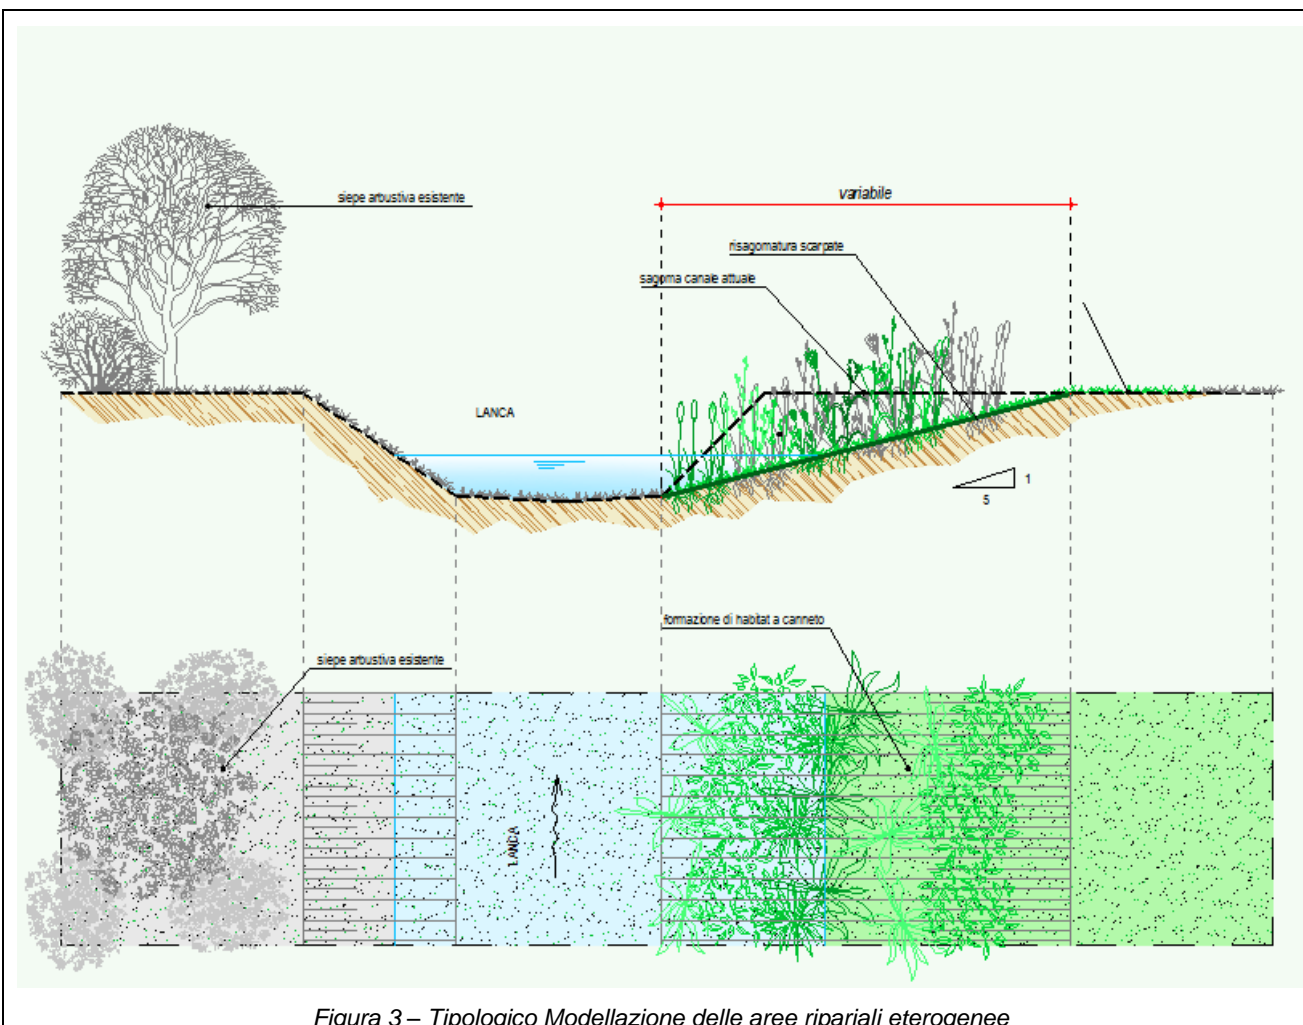 siepe arbustiva esistente
variabile
risagomatura scarpate
sagoma canale attuale
LANCA
1
5
formazione di habitat a canneto
siepe arbustiva esistente
LANCA
Figura 3 – Tipologico Modellazione delle aree ripariali eterogenee